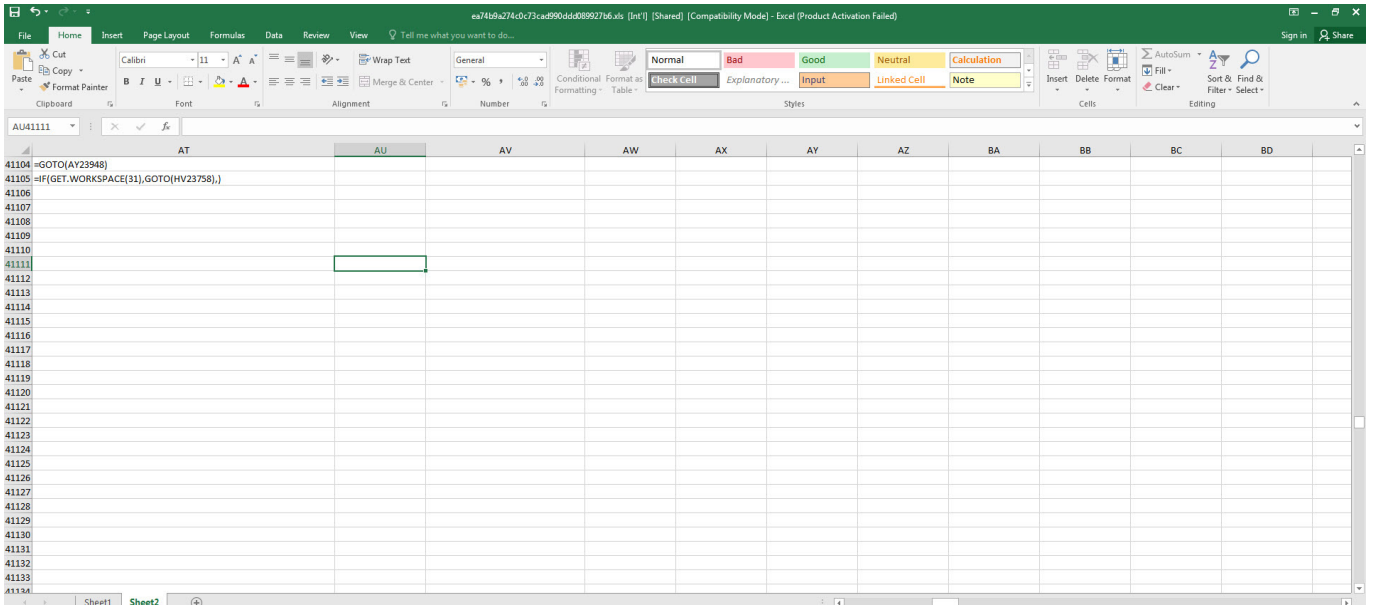 ea74b9a274c0c73cad990ddd089927b6.xls [Int'l] [Shared] [Compatibility Mode] - Excel (Product Activation Failed)
File Home Insert Page Layout Formulas Data Review View Tell me what you want to do... Sign in Share
Cut
Copy
Format Painter
Paste
Clipboard
Calibri 11 A A
B I U A
Font
Wrap Text
Merge & Center
Alignment
General
% , .0 .00 .00 .0
Number
Conditional Formatting
Format as Table
Normal Bad Good Neutral Calculation
Check Cell Explanatory ... Input Linked Cell Note
Styles
Insert Delete Format
Cells
AutoSum
Fill
Clear
Sort & Filter
Find & Select
Editing
AU41111 fx
AT AU AV AW AX AY AZ BA BB BC BD
41104 =GOTO(AY23948)
41105 =IF(GET.WORKSPACE(31),GOTO(HV23758),)
41106
41107
41108
41109
41110
41111
41112
41113
41114
41115
41116
41117
41118
41119
41120
41121
41122
41123
41124
41125
41126
41127
41128
41129
41130
41131
41132
41133
41134
Sheet1 Sheet2